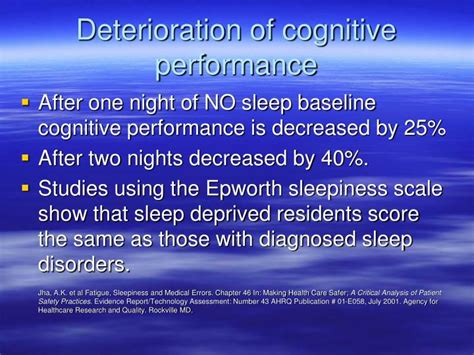 Deterioration of cognitive
performance
After one night of NO sleep baseline
cognitive performance is decreased by 25%
After two nights decreased by 40%.
Studies using the Epworth sleepiness scale
show that sleep deprived residents score
the same as those with diagnosed sleep
disorders.
Jha, A.K. et al Fatigue, Sleepiness and Medical Errors. Chapter 46 In: Making Health Care Safer; A Critical Analysis of Patient
Safety Practices. Evidence Report/Technology Assessment: Number 43 AHRQ Publication # 01-E058, July 2001. Agency for
Healthcare Research and Quality. Rockville MD.